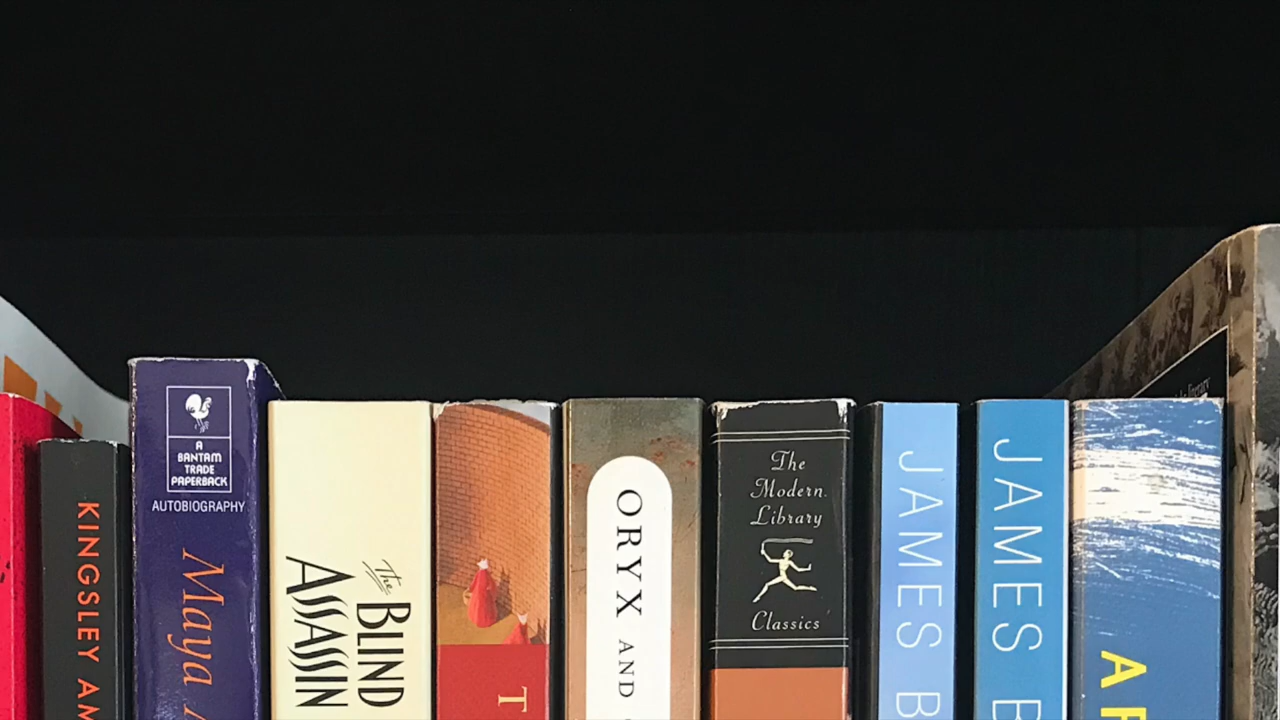 KINGSLEY AM
A
BANTAM
TRADE
PAPERBACK
AUTOBIOGRAPHY
Maya
The
BLIND
ASSASSIN
T
ORYX AND
The
Modern
Library
Classics
JAMES B
JAMES B
A F